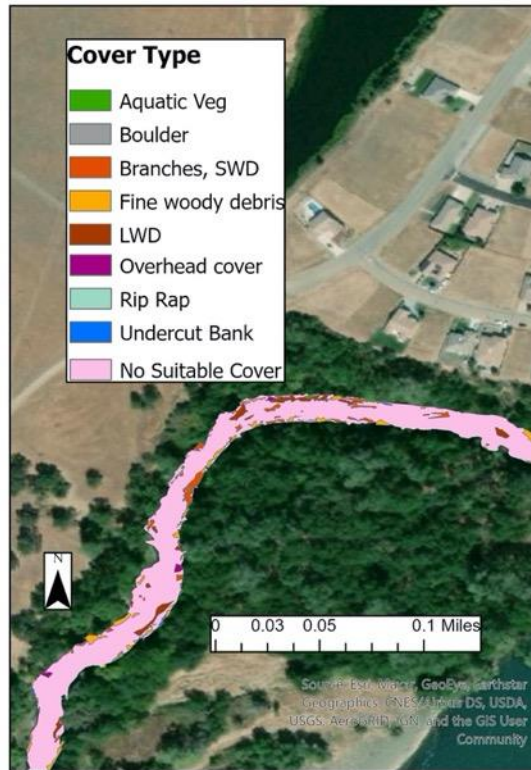 Cover Type
Aquatic Veg
Boulder
Branches, SWD
Fine woody debris
LWD
Overhead cover
Rip Rap
Undercut Bank
No Suitable Cover
N
0 0.03 0.05 0.1 Miles
Source: Esri, Maxar, GeoEye, Earthstar
Geographics, CNES/Airbus DS, USDA,
USGS, AeroGRID, IGN, and the GIS User
Community